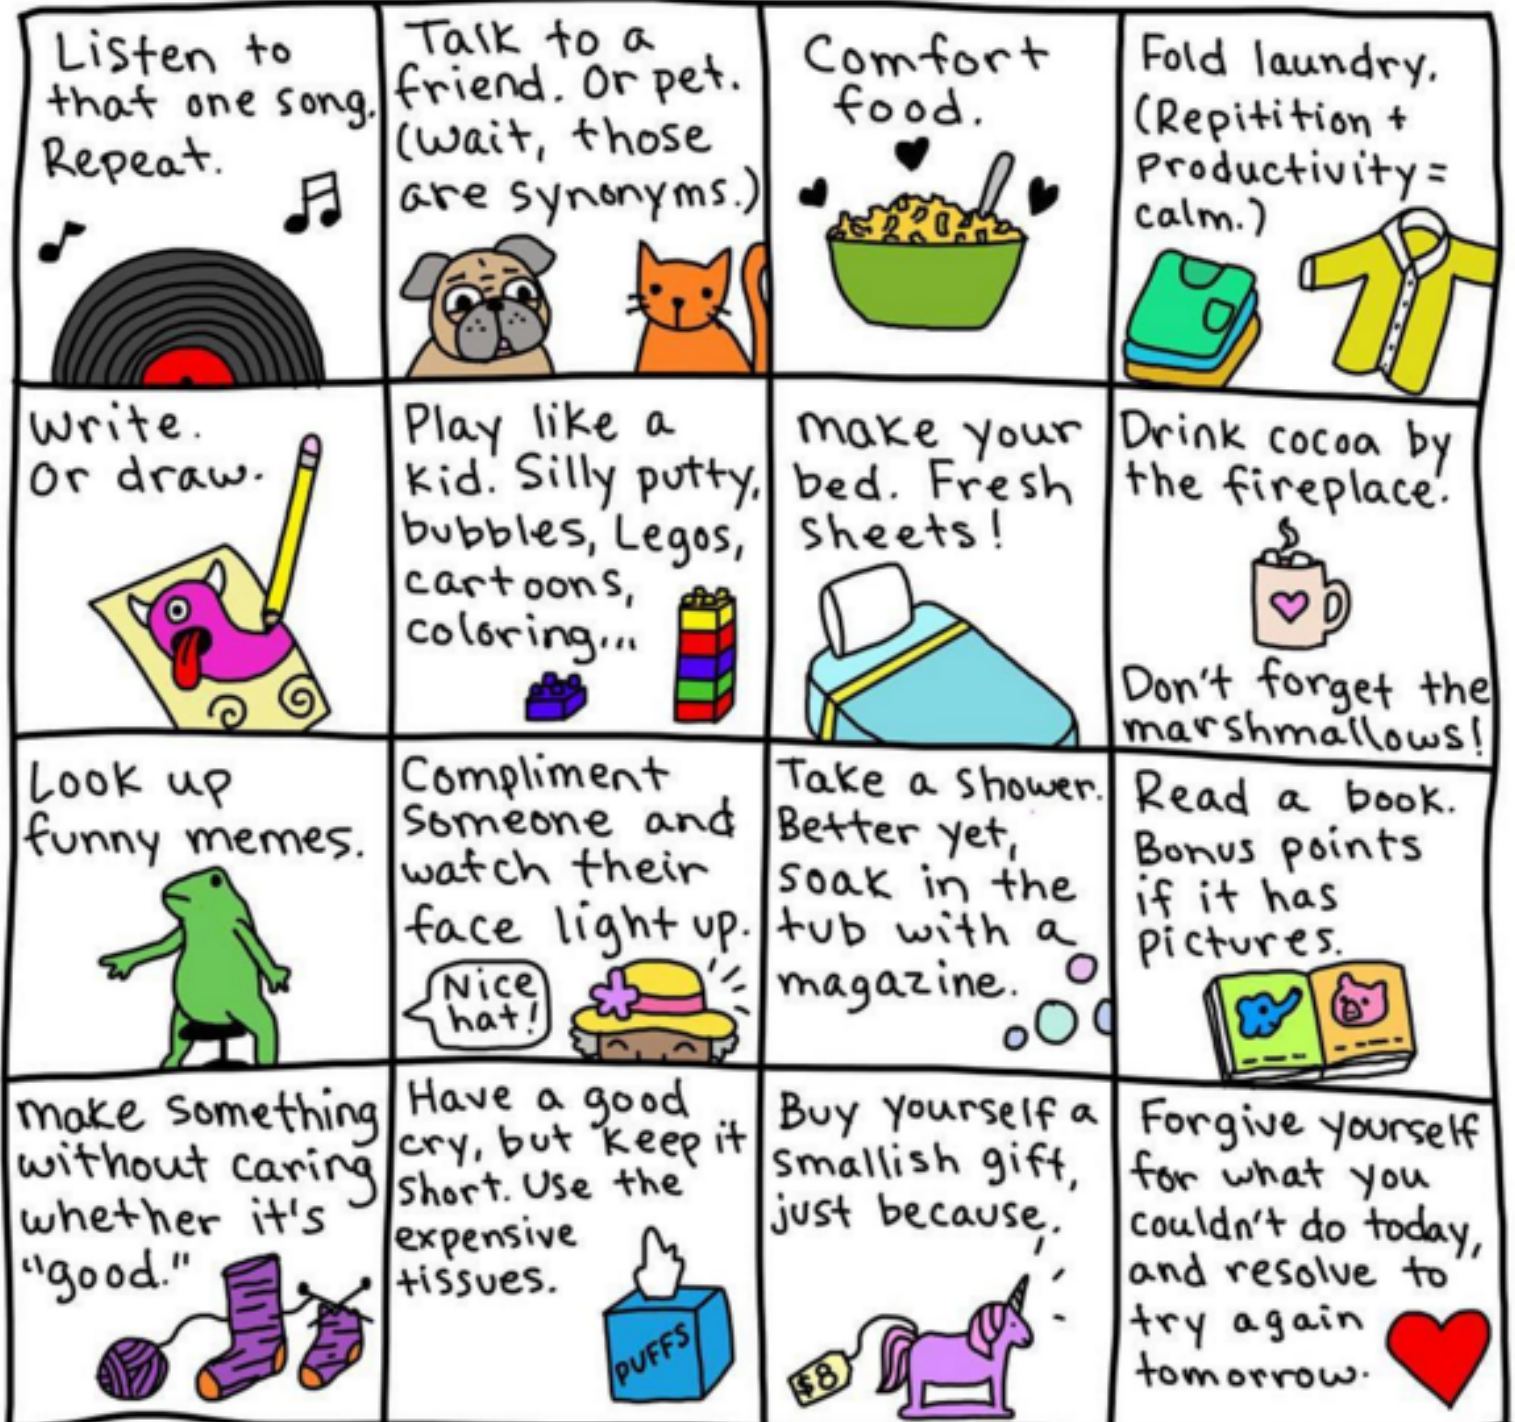 Listen to
that one song.
Repeat.
Talk to a
friend. Or pet.
(wait, those
are synonyms.)
Comfort
food.
Fold laundry.
(Repitition +
productivity =
calm.)
Write.
Or draw.
Play like a
kid. Silly putty,
bubbles, Legos,
cartoons,
coloring...
make your
bed. Fresh
sheets!
Drink cocoa by
the fireplace.
Don't forget the
marshmallows!
Look up
funny memes.
Compliment
someone and
watch their
face light up.
Nice
hat!
Take a shower.
Better yet,
soak in the
tub with a
magazine.
Read a book.
Bonus points
if it has
pictures.
make something
without caring
whether it's
"good."
Have a good
cry, but keep it
short. Use the
expensive
tissues.
PUFFS
Buy yourself a
smallish gift,
just because.
$8
Forgive yourself
for what you
couldn't do today,
and resolve to
try again
tomorrow.